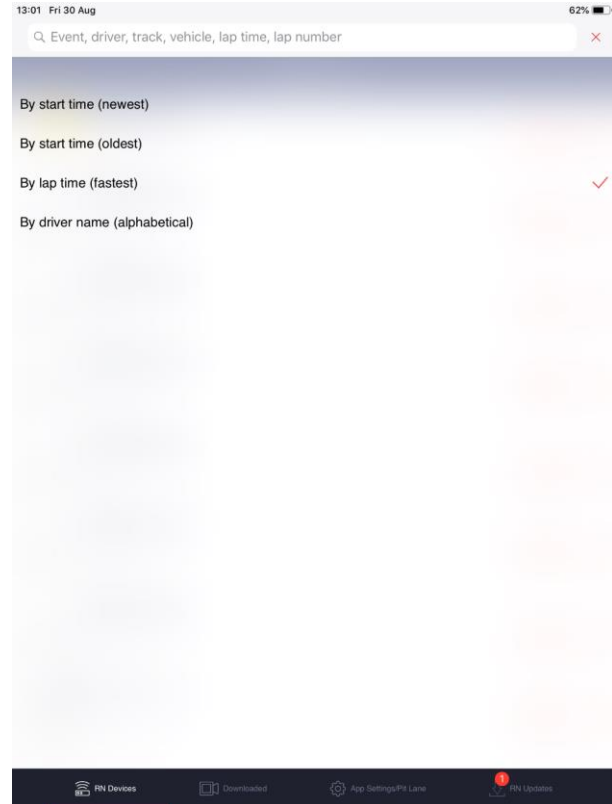 13:01 Fri 30 Aug 62%
Event, driver, track, vehicle, lap time, lap number
By start time (newest)
By start time (oldest)
By lap time (fastest)
By driver name (alphabetical)
RN Devices Downloaded App Settings/Pit Lane 1 RN Updates